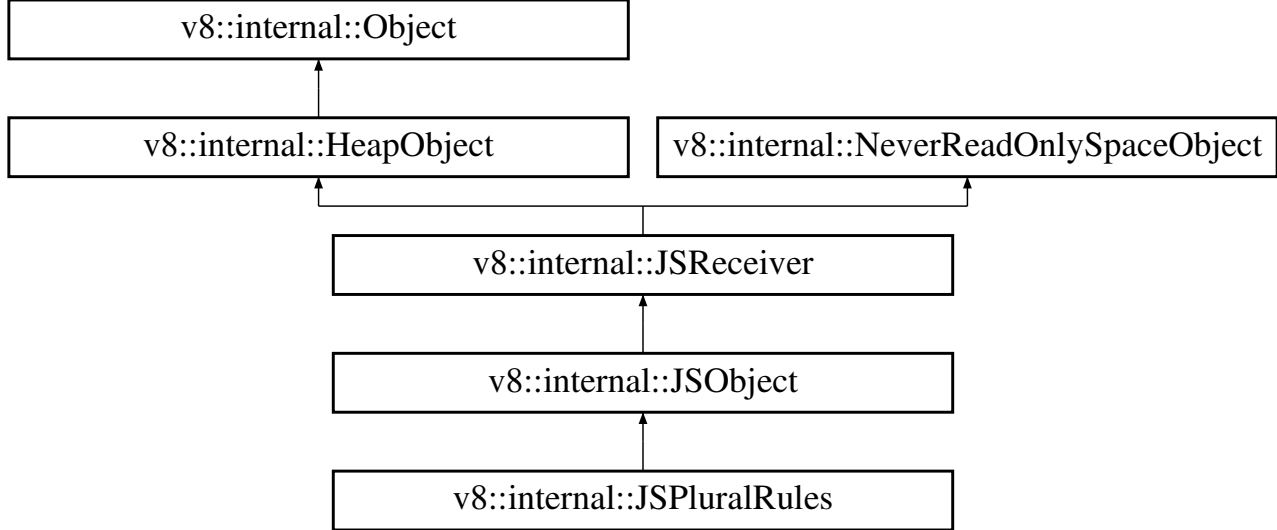 v8::internal::Object
v8::internal::HeapObject
v8::internal::NeverReadOnlySpaceObject
v8::internal::JSReceiver
v8::internal::JSObject
v8::internal::JSPluralRules